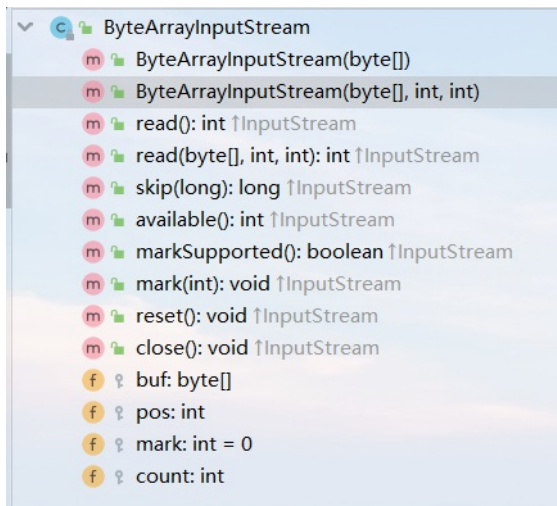 ByteArrayInputStream
ByteArrayInputStream(byte[])
ByteArrayInputStream(byte[], int, int)
read(): int ↑InputStream
read(byte[], int, int): int ↑InputStream
skip(long): long ↑InputStream
available(): int ↑InputStream
markSupported(): boolean ↑InputStream
mark(int): void ↑InputStream
reset(): void ↑InputStream
close(): void ↑InputStream
buf: byte[]
pos: int
mark: int = 0
count: int